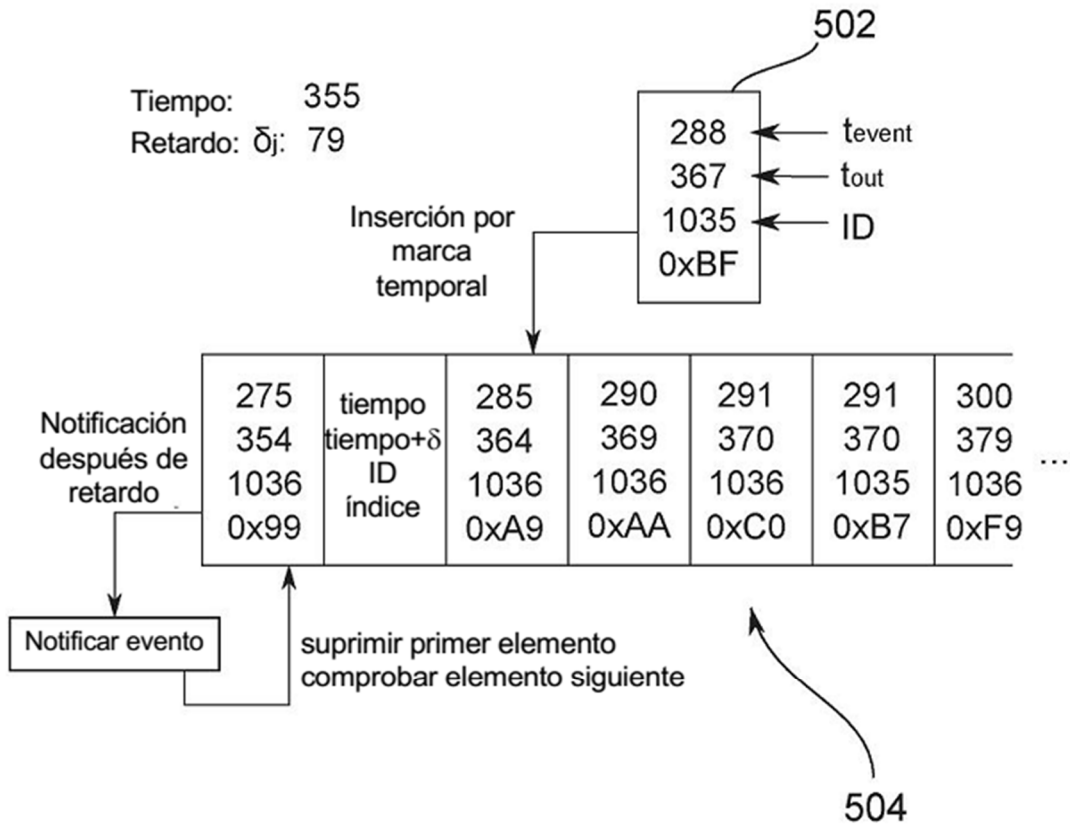 502
Tiempo: 355
Retardo: δj: 79
288
367
1035
0xBF
tevent
tout
ID
Inserción por
marca
temporal
Notificación
después de
retardo
275
354
1036
0x99
tiempo
tiempo+δ
ID
índice
285
364
1036
0xA9
290
369
1036
0xAA
291
370
1036
0xC0
291
370
1035
0xB7
300
379
1036
0xF9
...
Notificar evento
suprimir primer elemento
comprobar elemento siguiente
504